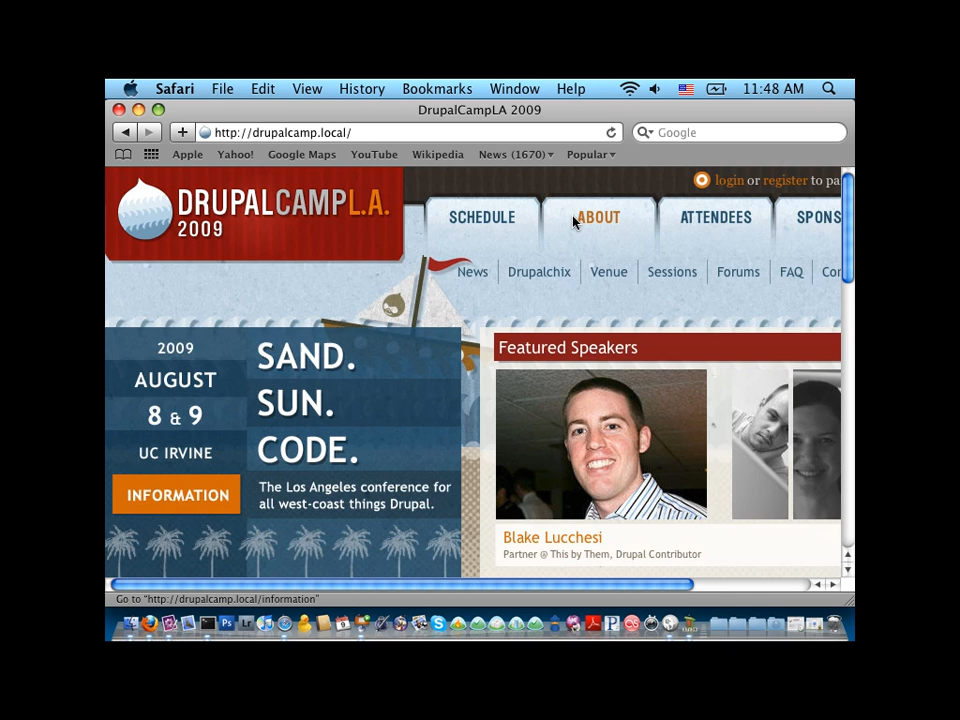 Safari File Edit View History Bookmarks Window Help 11:48 AM
DrupalCampLA 2009
http://drupalcamp.local/ Google
Apple Yahoo! Google Maps YouTube Wikipedia News (1670) Popular
login or register to pa
DRUPALCAMPL.A.
2009
SCHEDULE ABOUT ATTENDEES SPONS
News Drupalchix Venue Sessions Forums FAQ Cor
2009
AUGUST
8 & 9
UC IRVINE
INFORMATION
SAND.
SUN.
CODE.
The Los Angeles conference for
all west-coast things Drupal.
Featured Speakers
Blake Lucchesi
Partner @ This by Them, Drupal Contributor
Go to "http://drupalcamp.local/information"
Ps Lr 9